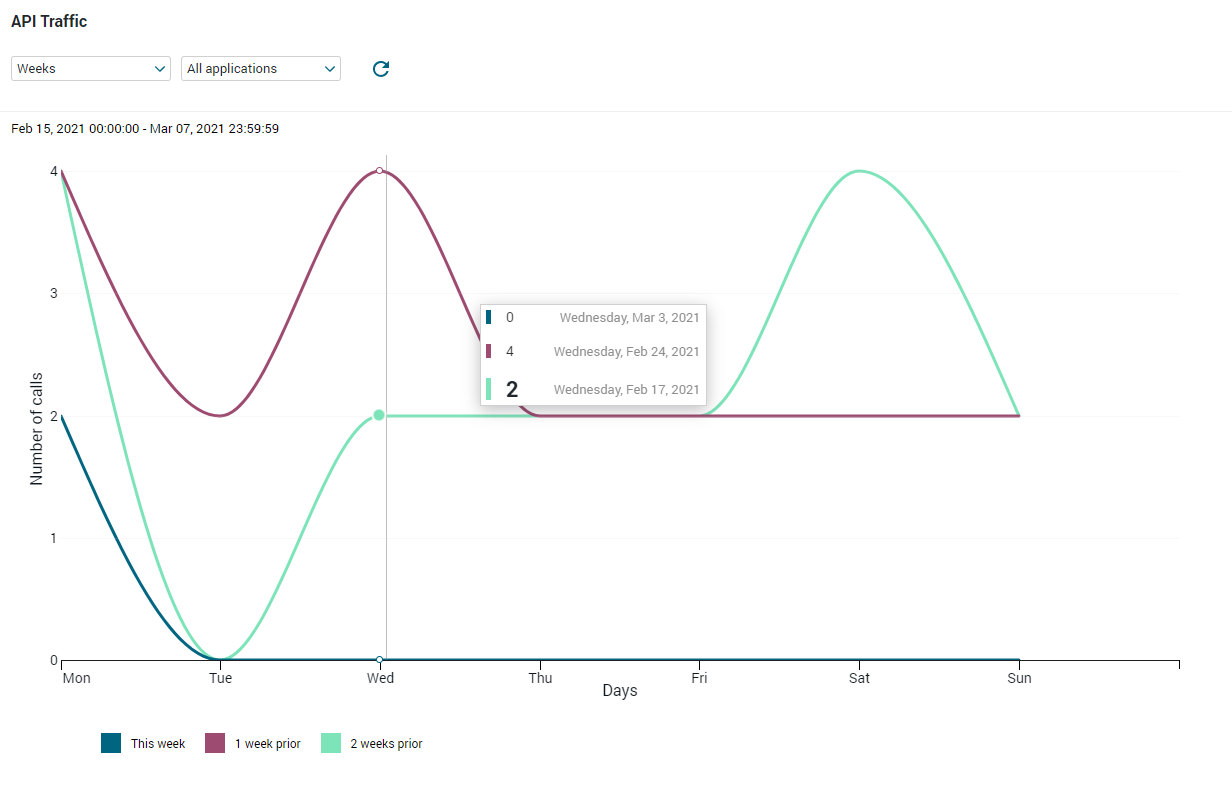 API Traffic
Weeks All applications
Feb 15, 2021 00:00:00 - Mar 07, 2021 23:59:59
4
3
2
1
0
Number of calls
0 Wednesday, Mar 3, 2021
4 Wednesday, Feb 24, 2021
2 Wednesday, Feb 17, 2021
Mon Tue Wed Thu Fri Sat Sun
Days
This week 1 week prior 2 weeks prior